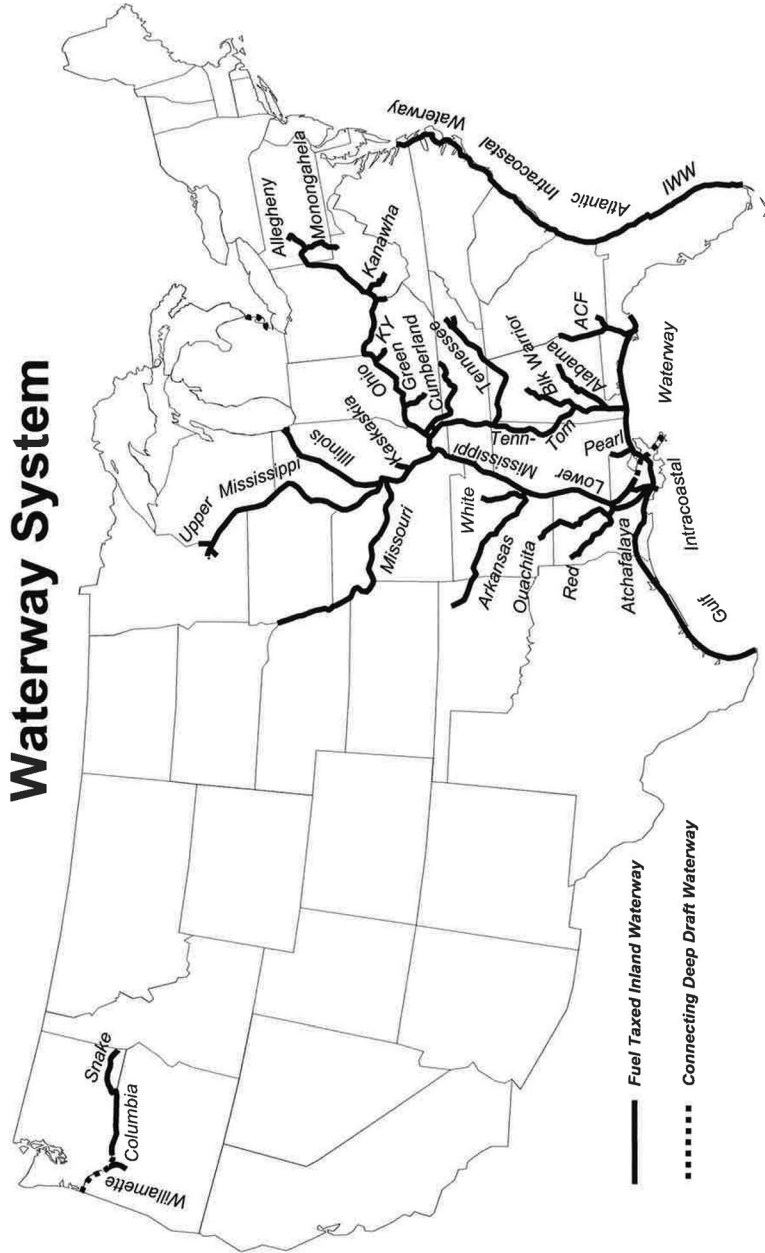 Waterway System
Snake
Columbia
Willamette
Upper Mississippi
Illinois
Kaskaskia
Missouri
Ohio
Allegheny
Monongahela
Kanawha
Ky
Green
Cumberland
Tennessee
Tenn-
Tom
Blk Warrior
Alabama
ACF
Pearl
Lower Mississippi
White
Arkansas
Ouachita
Red
Atchafalaya
Gulf Intracoastal Waterway
Atlantic Intracoastal Waterway
IWW
Fuel Taxed Inland Waterway
Connecting Deep Draft Waterway